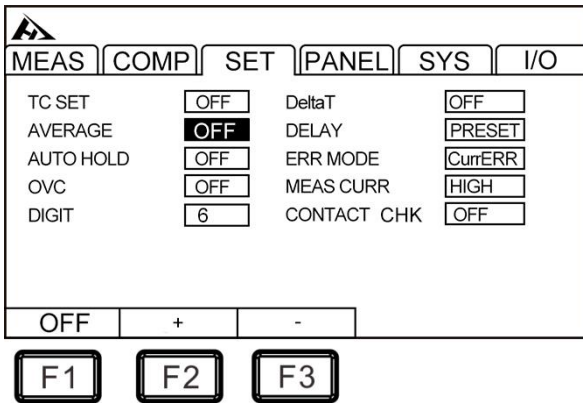 MEAS COMP SET PANEL SYS I/O
TC SET OFF DeltaT OFF
AVERAGE OFF DELAY PRESET
AUTO HOLD OFF ERR MODE CurrERR
OVC OFF MEAS CURR HIGH
DIGIT 6 CONTACT CHK OFF
OFF + -
F1 F2 F3